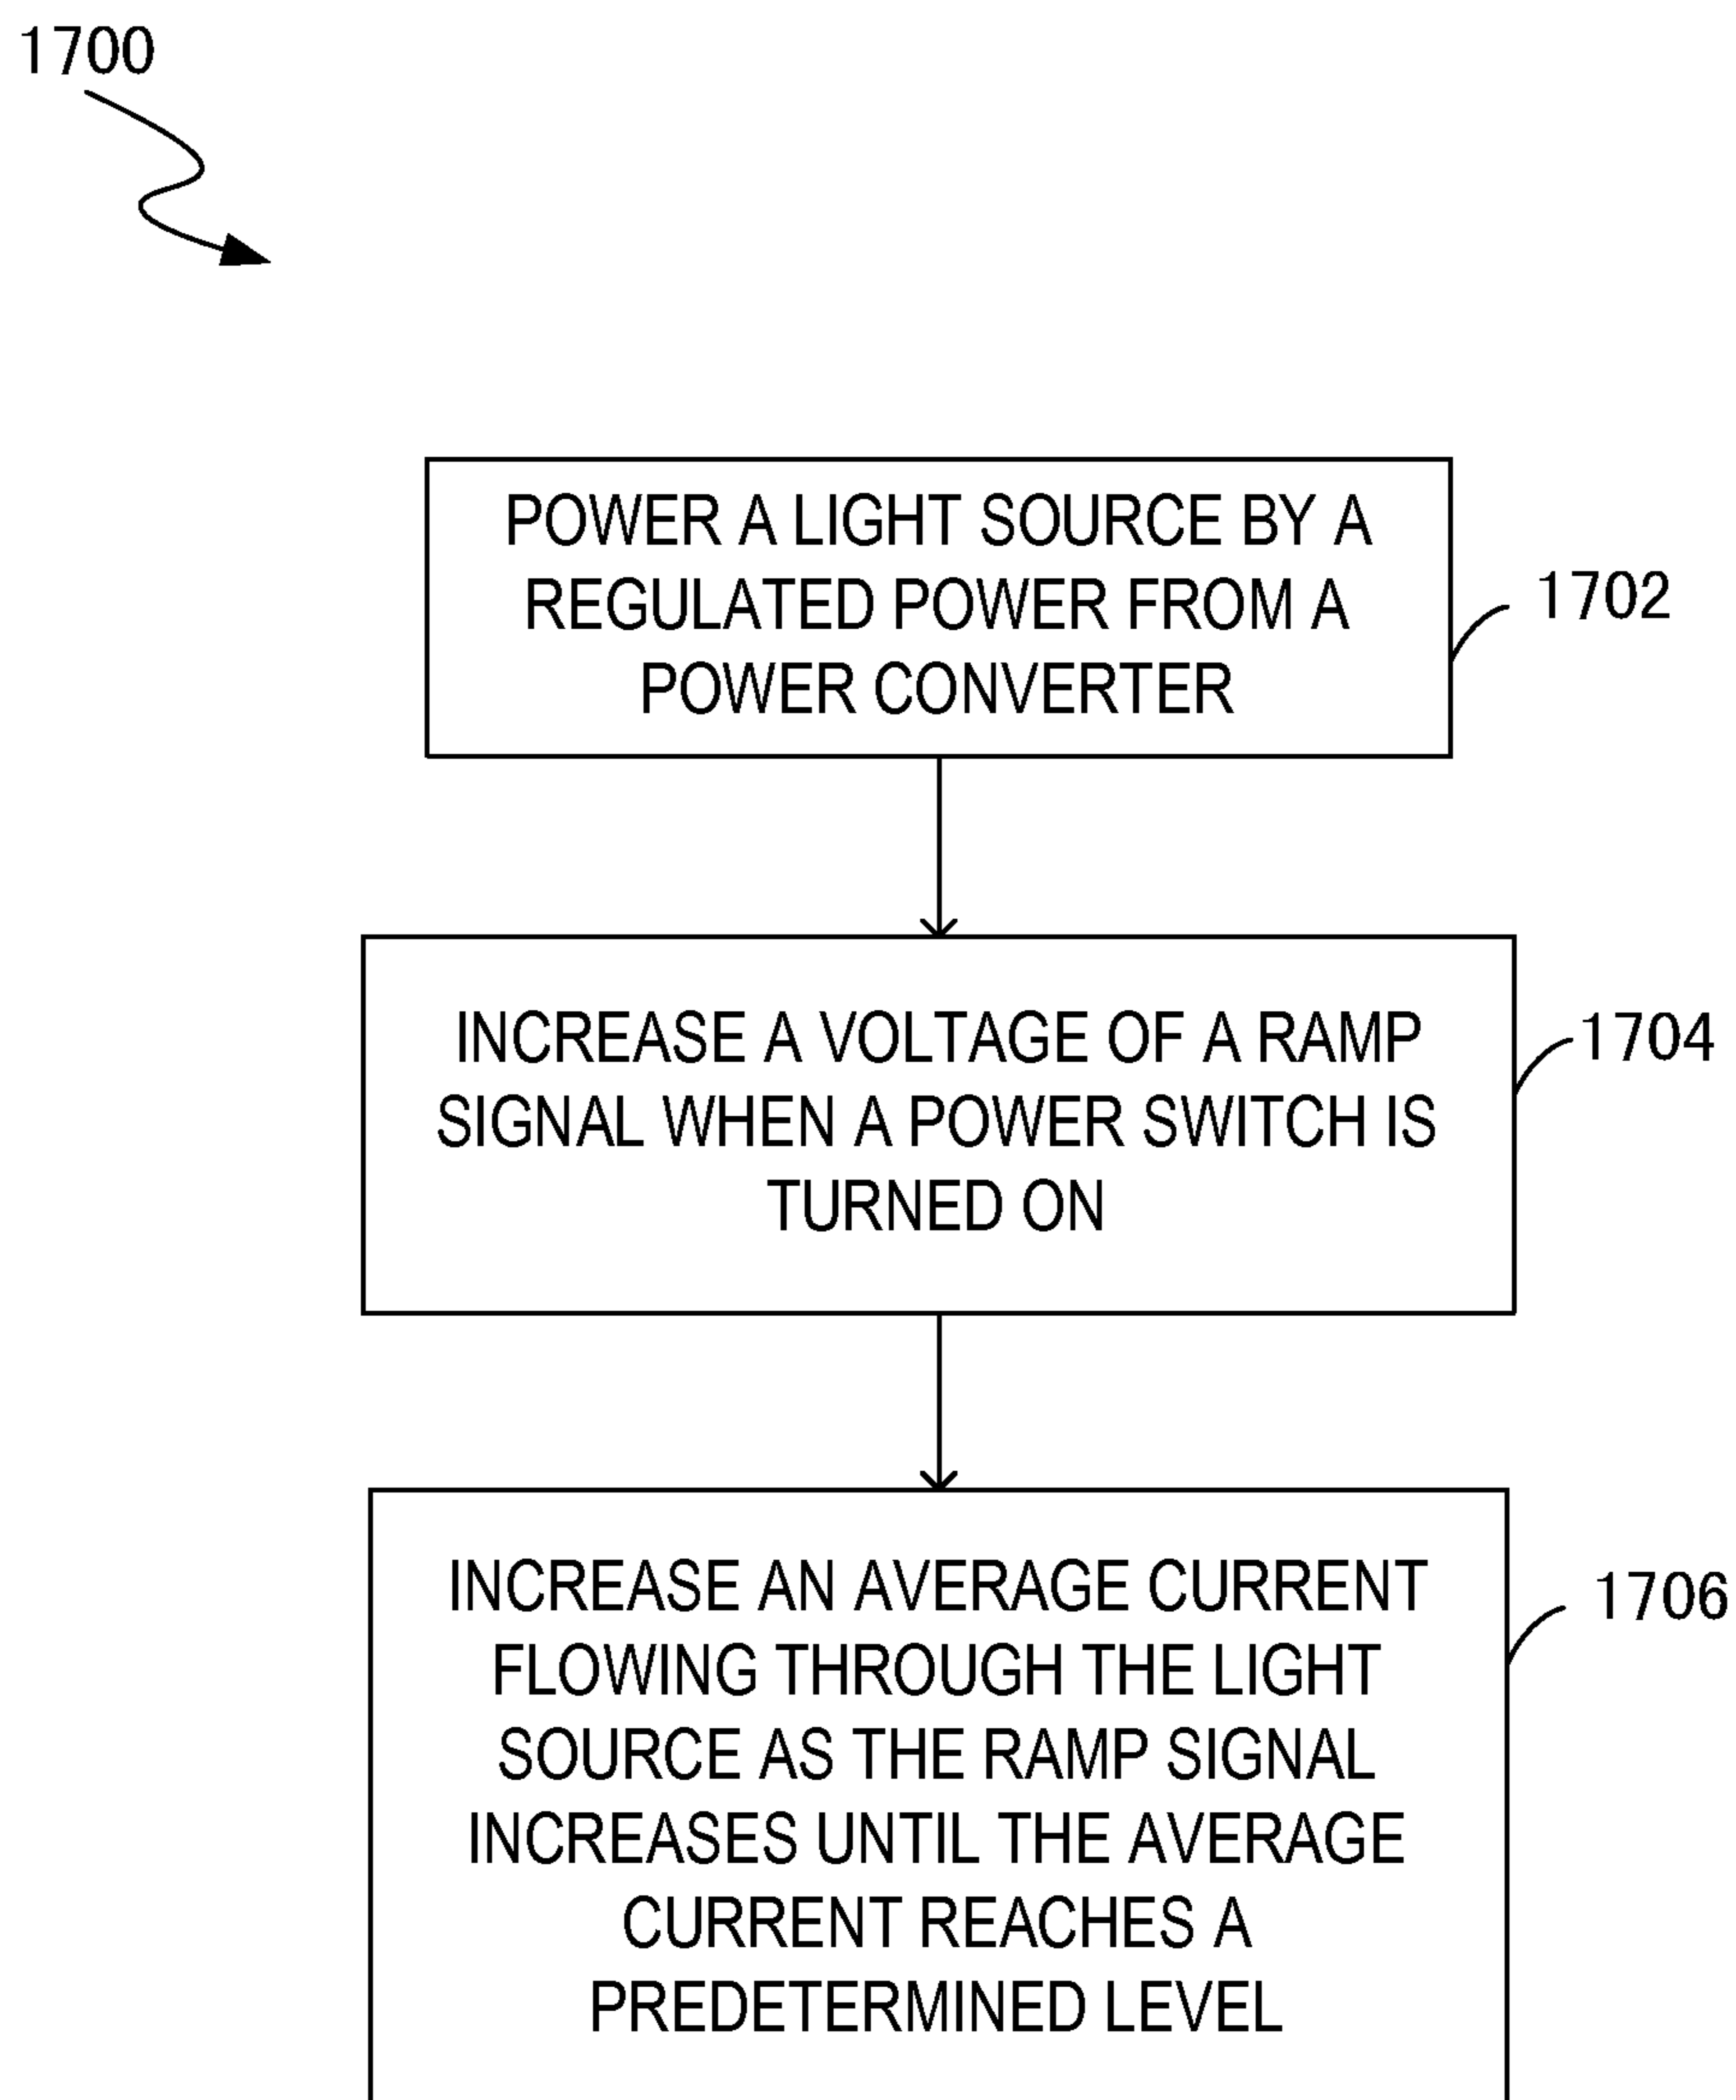 1700
POWER A LIGHT SOURCE BY A
REGULATED POWER FROM A
POWER CONVERTER
1702
INCREASE A VOLTAGE OF A RAMP
SIGNAL WHEN A POWER SWITCH IS
TURNED ON
1704
INCREASE AN AVERAGE CURRENT
FLOWING THROUGH THE LIGHT
SOURCE AS THE RAMP SIGNAL
INCREASES UNTIL THE AVERAGE
CURRENT REACHES A
PREDETERMINED LEVEL
1706